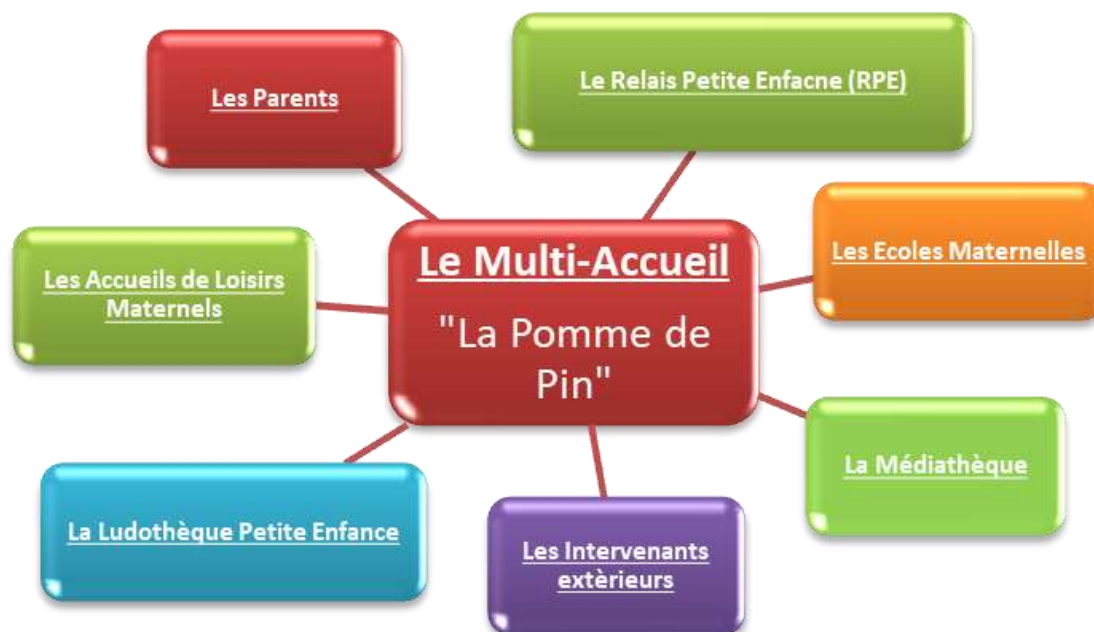 Les Parents
Le Relais Petite Enfacne (RPE)
Le Multi-Accueil
"La Pomme de
Pin"
Les Ecoles Maternelles
Les Accueils de Loisirs
Maternels
La Médiathèque
La Ludothèque Petite Enfance
Les Intervenants
extèrieurs